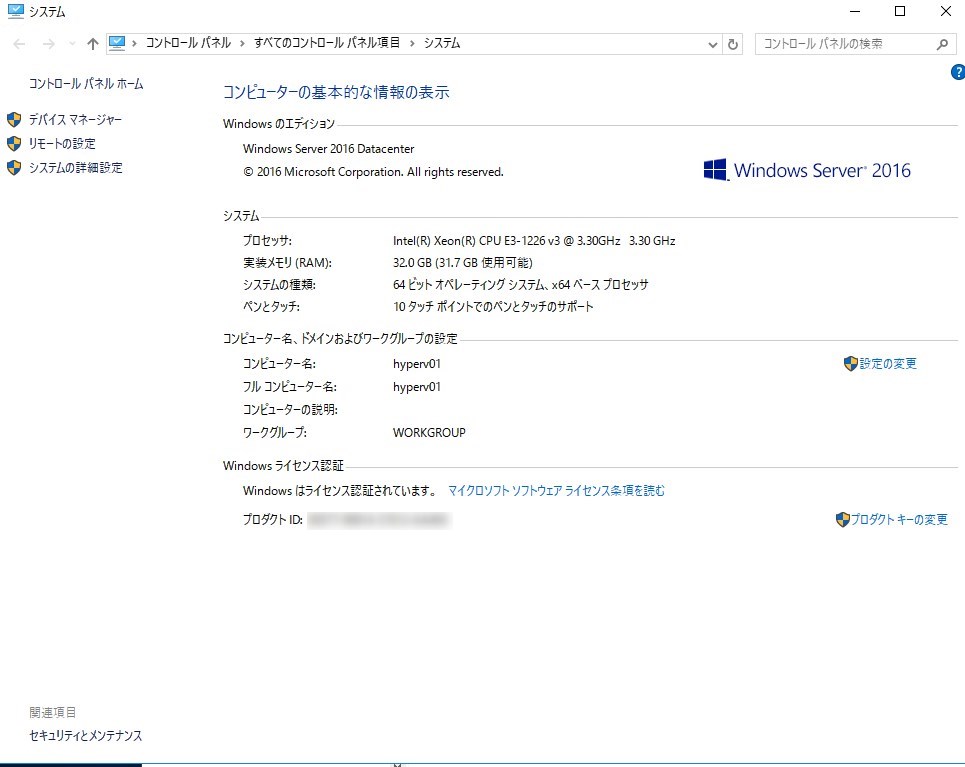 システム
コントロール パネル › すべてのコントロール パネル項目 › システム
コントロール パネルの検索
コントロール パネル ホーム
デバイス マネージャー
リモートの設定
システムの詳細設定
?
コンピューターの基本的な情報の表示
Windows のエディション
Windows Server 2016 Datacenter
© 2016 Microsoft Corporation. All rights reserved.
Windows Server® 2016
システム
プロセッサ: Intel(R) Xeon(R) CPU E3-1226 v3 @ 3.30GHz 3.30 GHz
実装メモリ (RAM): 32.0 GB (31.7 GB 使用可能)
システムの種類: 64 ビット オペレーティング システム、x64 ベース プロセッサ
ペンとタッチ: 10 タッチ ポイントでのペンとタッチのサポート
コンピューター名、ドメインおよびワークグループの設定
コンピューター名: hyperv01 設定の変更
フル コンピューター名: hyperv01
コンピューターの説明:
ワークグループ: WORKGROUP
Windows ライセンス認証
Windows はライセンス認証されています。 マイクロソフト ソフトウェア ライセンス条項を読む
プロダクト ID: プロダクト キーの変更
関連項目
セキュリティとメンテナンス